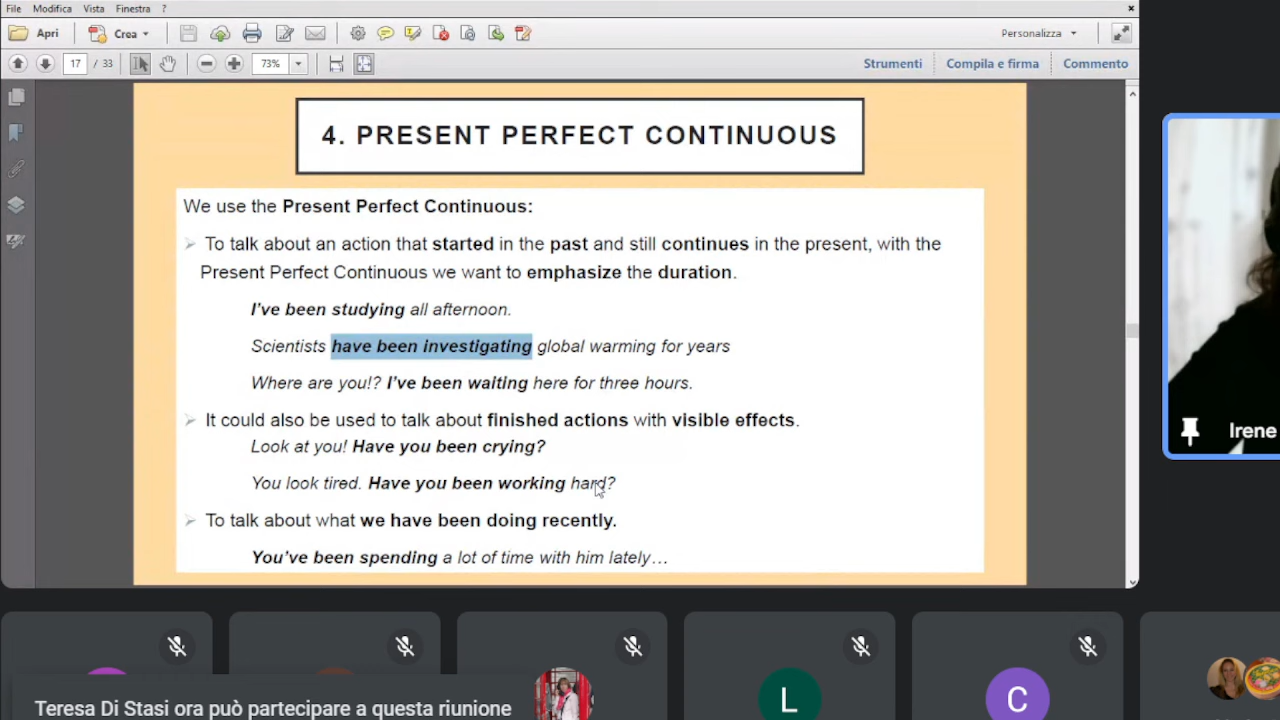 File Modifica Vista Finestra ?
Apri Crea Personalizza
17 / 33 73% Strumenti Compila e firma Commento
4. PRESENT PERFECT CONTINUOUS
We use the Present Perfect Continuous:
To talk about an action that started in the past and still continues in the present, with the
Present Perfect Continuous we want to emphasize the duration.
I've been studying all afternoon.
Scientists have been investigating global warming for years
Where are you!? I've been waiting here for three hours.
It could also be used to talk about finished actions with visible effects.
Look at you! Have you been crying?
You look tired. Have you been working hard?
To talk about what we have been doing recently.
You've been spending a lot of time with him lately…
Irene
L
C
Teresa Di Stasi ora può partecipare a questa riunione